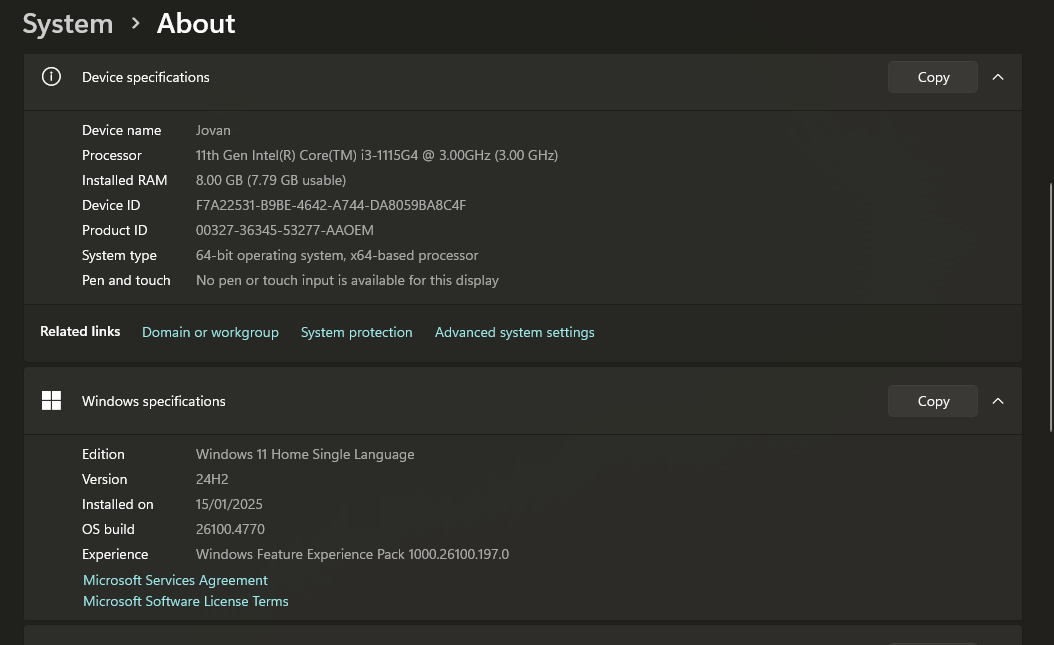 System > About
Device specifications Copy
Device name Jovan
Processor 11th Gen Intel(R) Core(TM) i3-1115G4 @ 3.00GHz (3.00 GHz)
Installed RAM 8.00 GB (7.79 GB usable)
Device ID F7A22531-B9BE-4642-A744-DA8059BA8C4F
Product ID 00327-36345-53277-AAOEM
System type 64-bit operating system, x64-based processor
Pen and touch No pen or touch input is available for this display
Related links Domain or workgroup System protection Advanced system settings
Windows specifications Copy
Edition Windows 11 Home Single Language
Version 24H2
Installed on 15/01/2025
OS build 26100.4770
Experience Windows Feature Experience Pack 1000.26100.197.0
Microsoft Services Agreement
Microsoft Software License Terms